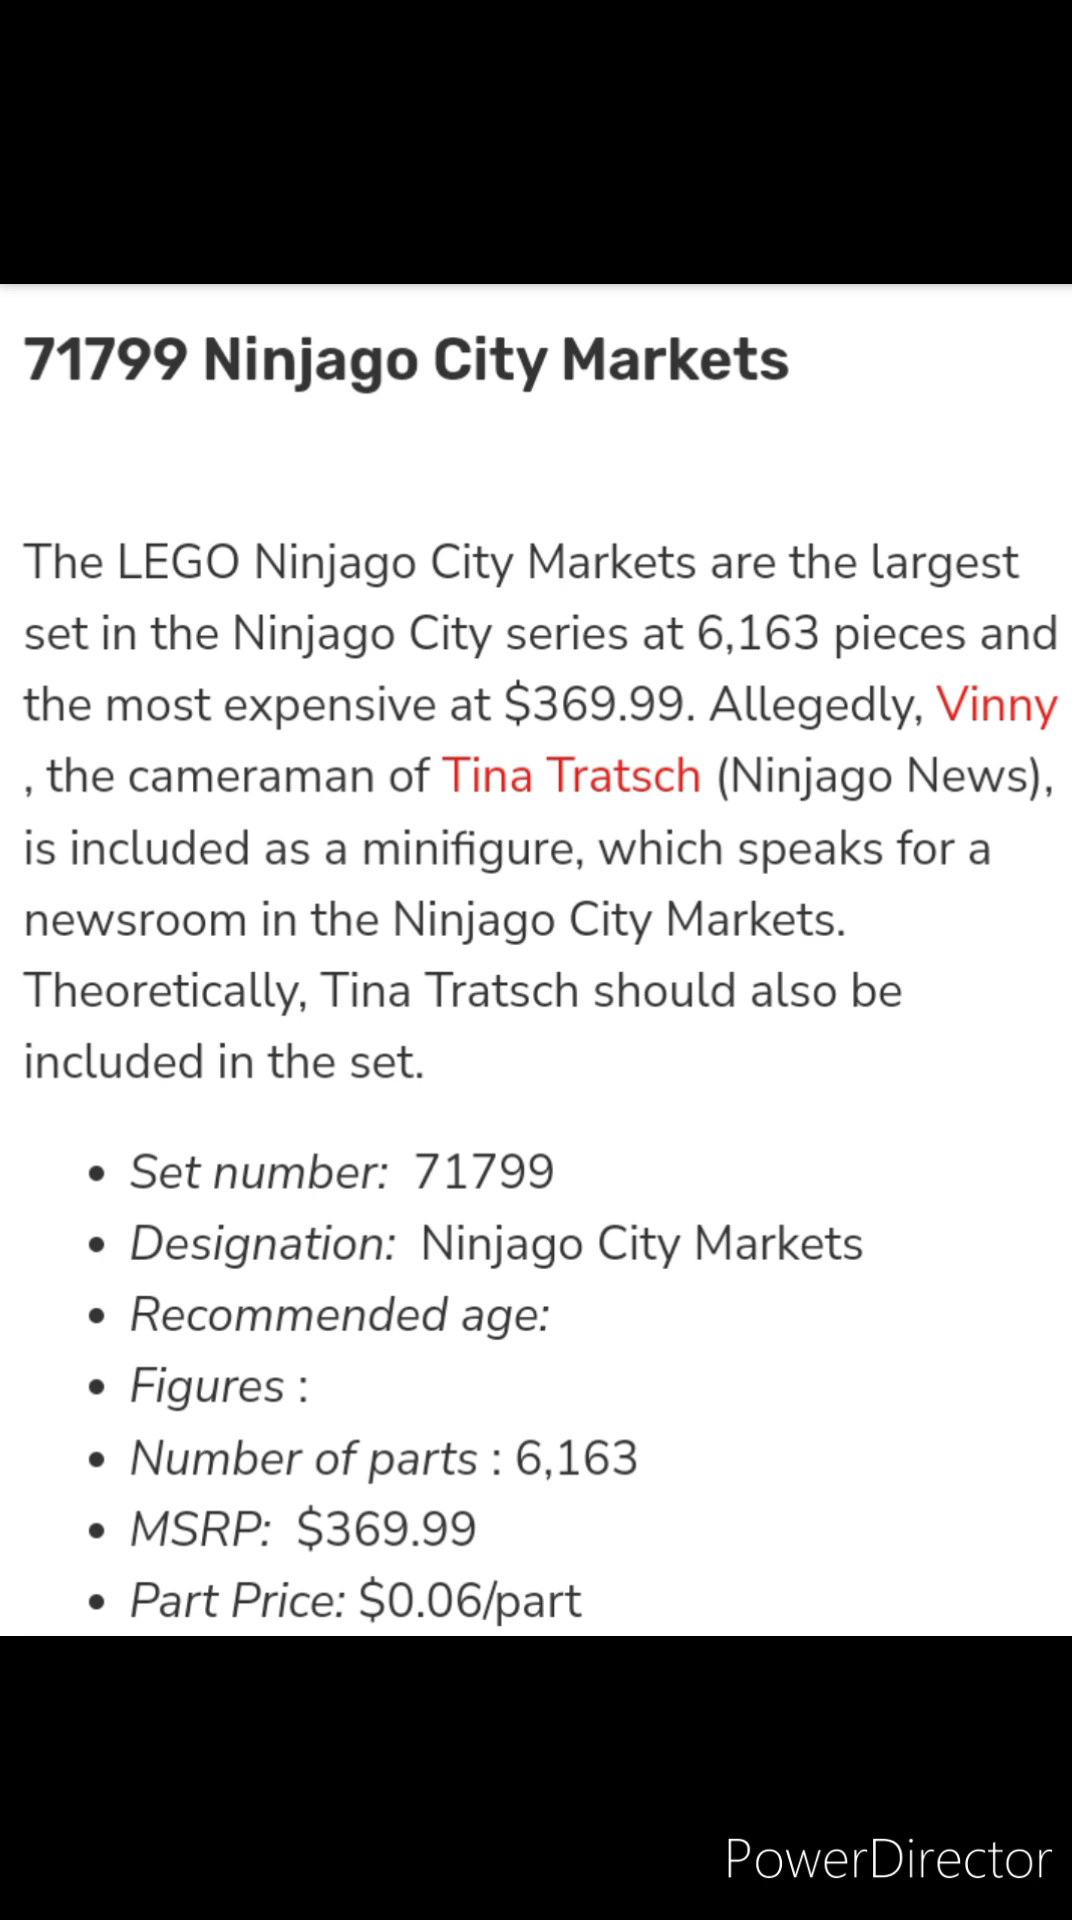 71799 Ninjago City Markets
The LEGO Ninjago City Markets are the largest
set in the Ninjago City series at 6,163 pieces and
the most expensive at $369.99. Allegedly, Vinny
, the cameraman of Tina Tratsch (Ninjago News),
is included as a minifigure, which speaks for a
newsroom in the Ninjago City Markets.
Theoretically, Tina Tratsch should also be
included in the set.
• Set number: 71799
• Designation: Ninjago City Markets
• Recommended age:
• Figures :
• Number of parts : 6,163
• MSRP: $369.99
• Part Price: $0.06/part
PowerDirector